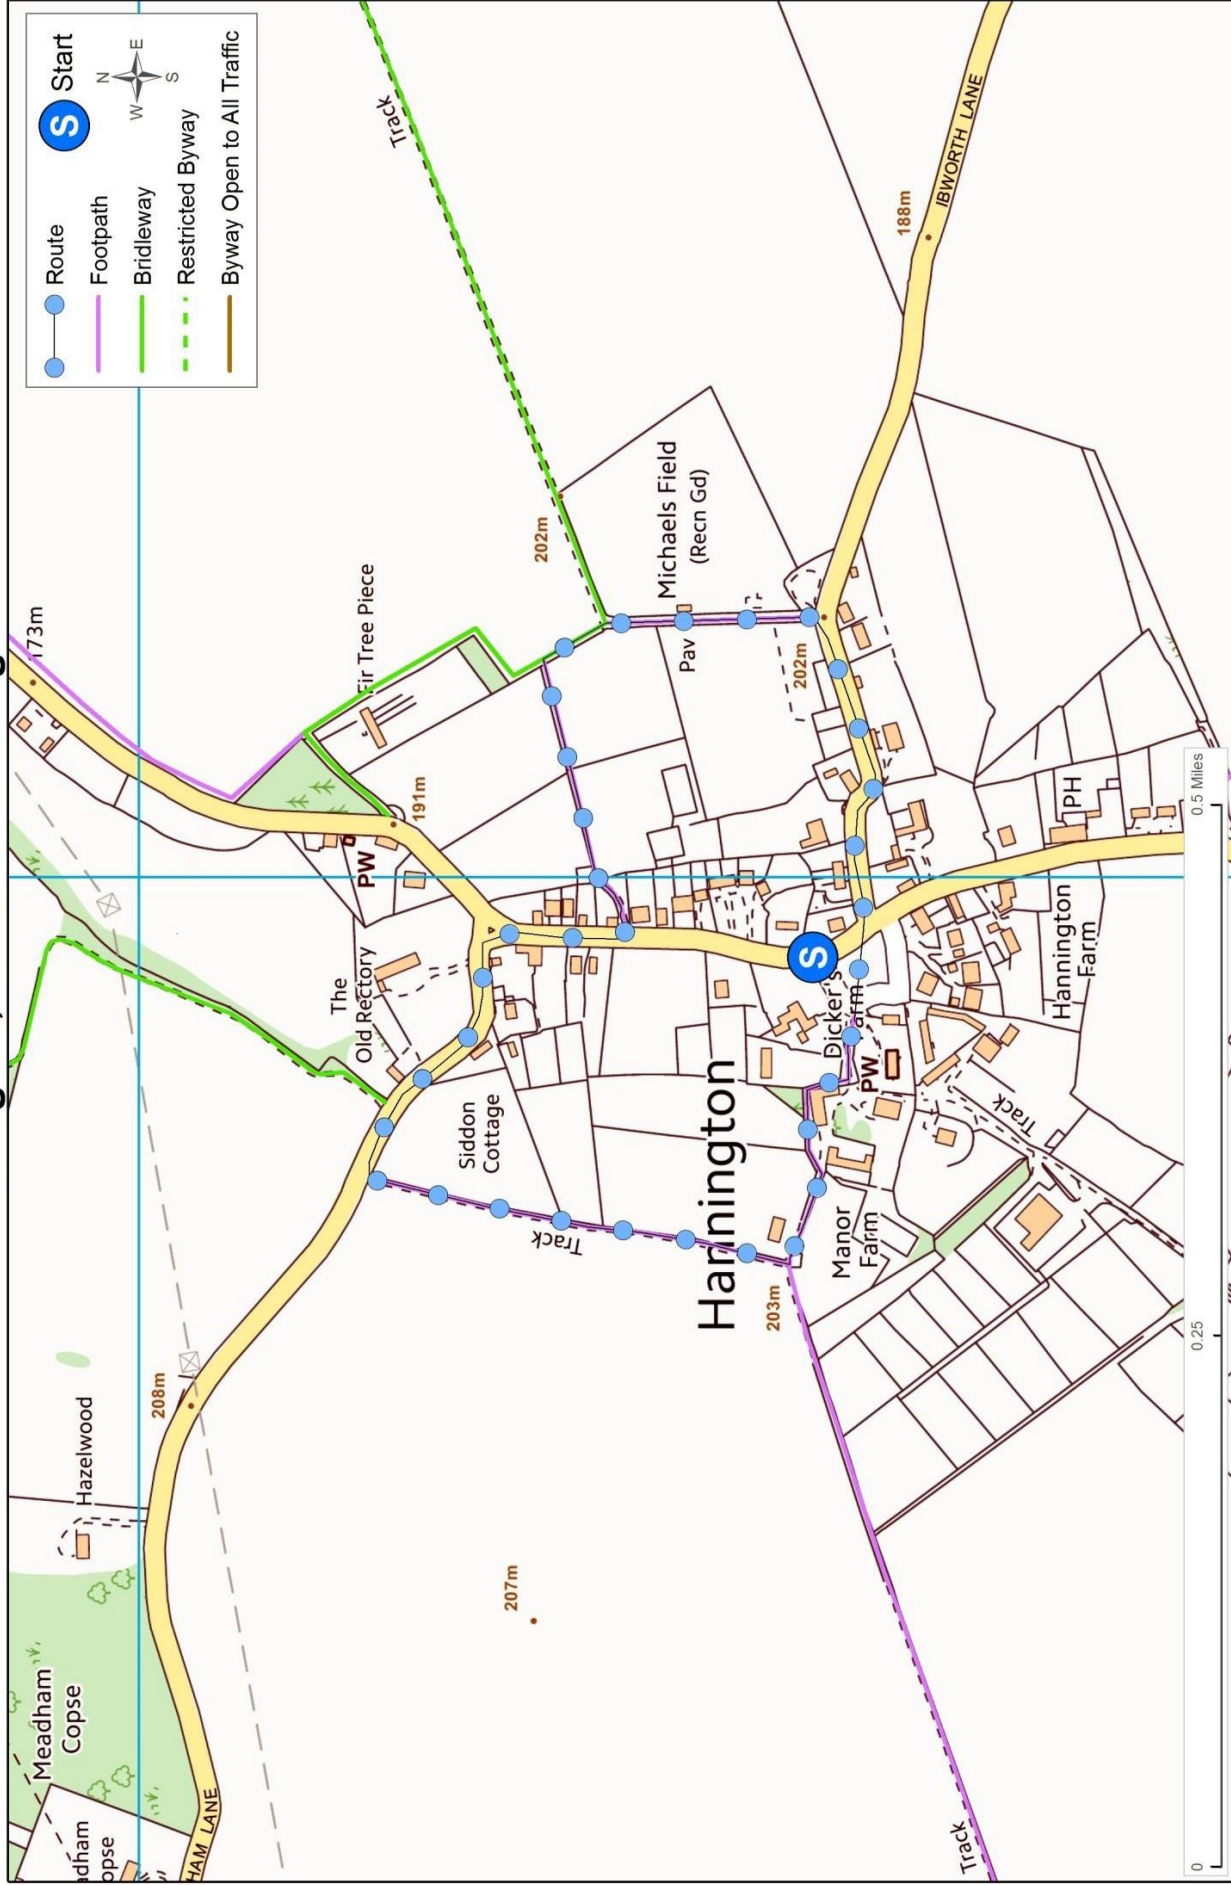 Route
Footpath
Bridleway
Restricted Byway
Byway Open to All Traffic
S
Start
N
E
S
W
Meadham
Copse
Hazelwood
208m
HAM LANE
207m
Track
The
Old Rectory
Siddon
Cottage
Track
Hannington
203m
Manor
Farm
Dicker's
Farm
PW
S
Track
Hannington
Farm
PH
PW
191m
173m
Fir Tree Piece
202m
Track
Michaels Field
(Recn Gd)
Pav
202m
188m
IBWORTH LANE
0
0.25
0.5 Miles